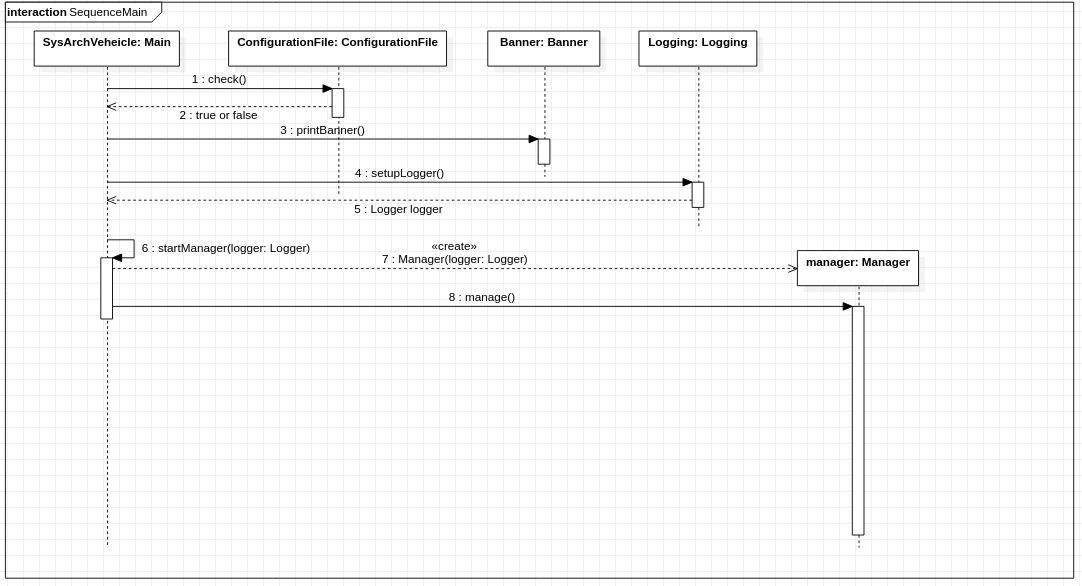 interaction SequenceMain
SysArchVeheicle: Main
ConfigurationFile: ConfigurationFile
Banner: Banner
Logging: Logging
1 : check()
2 : true or false
3 : printBanner()
4 : setupLogger()
5 : Logger logger
6 : startManager(logger: Logger)
«create»
7 : Manager(logger: Logger)
manager: Manager
8 : manage()